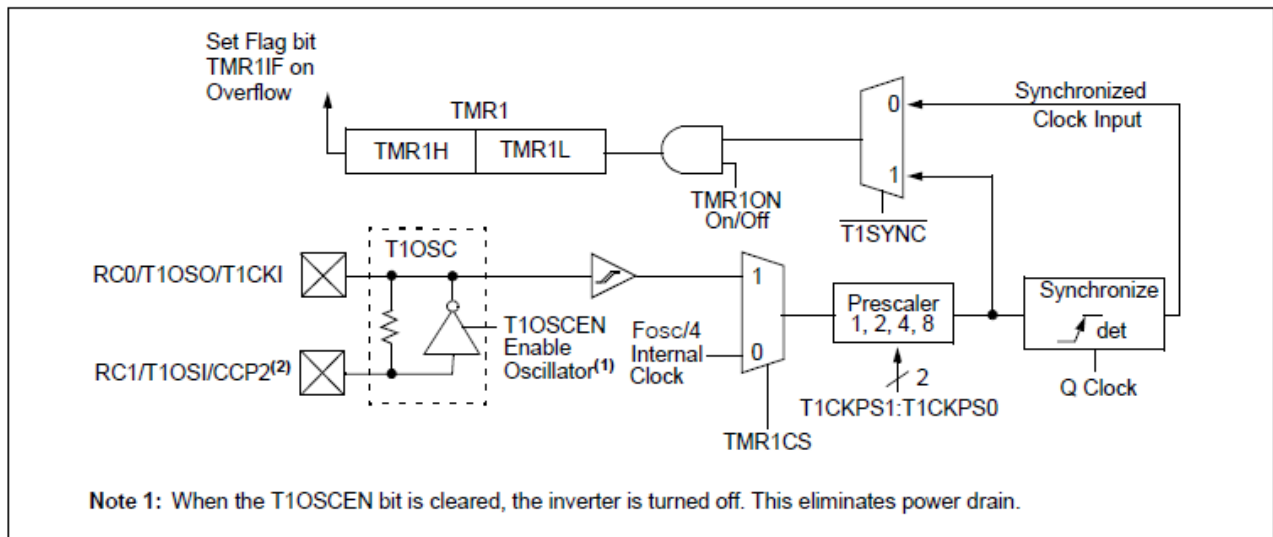 Set Flag bit
TMR1IF on
Overflow
TMR1
TMR1H
TMR1L
TMR1ON
On/Off
0
1
T1SYNC
Synchronized
Clock Input
RC0/T1OSO/T1CKI
RC1/T1OSI/CCP2(2)
T1OSC
T1OSCEN
Enable
Oscillator(1)
Fosc/4
Internal
Clock
1
0
TMR1CS
Prescaler
1, 2, 4, 8
2
T1CKPS1:T1CKPS0
Synchronize
det
Q Clock
Note 1: When the T1OSCEN bit is cleared, the inverter is turned off. This eliminates power drain.